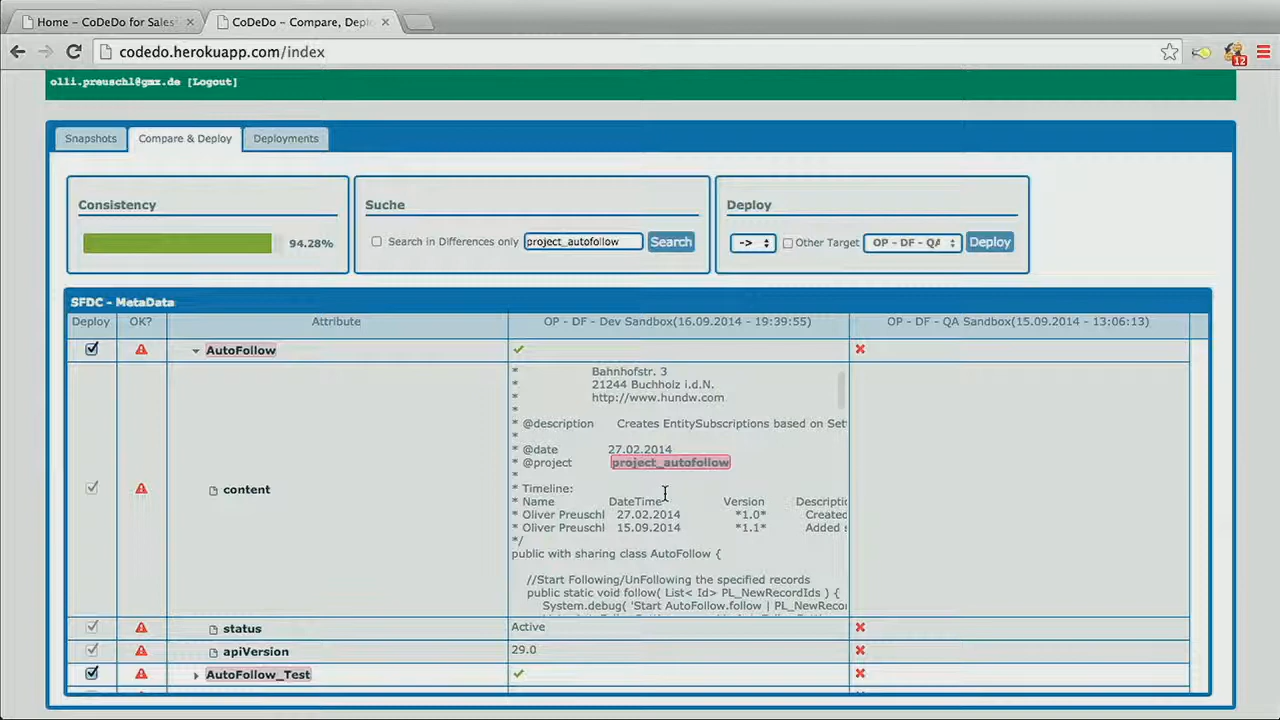 Home – CoDeDo for Sales
CoDeDo – Compare, Depl
codedo.herokuapp.com/index
12
olli.preuschl@gmx.de [Logout]
Snapshots
Compare & Deploy
Deployments
Consistency
94.28%
Suche
Search in Differences only
project_autofollow
Search
Deploy
->
Other Target
OP - DF - QA
Deploy
SFDC - MetaData
Deploy
OK?
Attribute
OP - DF - Dev Sandbox(16.09.2014 - 19:39:55)
OP - DF - QA Sandbox(15.09.2014 - 13:06:13)
AutoFollow
content
* Bahnhofstr. 3
* 21244 Buchholz i.d.N.
* http://www.hundw.com
*
* @description Creates EntitySubscriptions based on Set
*
* @date 27.02.2014
* @project project_autofollow
*
* Timeline:
* Name DateTime Version Descriptio
* Oliver Preuschl 27.02.2014 *1.0* Created
* Oliver Preuschl 15.09.2014 *1.1* Added s
*/
public with sharing class AutoFollow {
//Start Following/UnFollowing the specified records
public static void follow( List< Id> PL_NewRecordIds ) {
System.debug( 'Start AutoFollow.follow | PL_NewRecor
status
Active
apiVersion
29.0
AutoFollow_Test